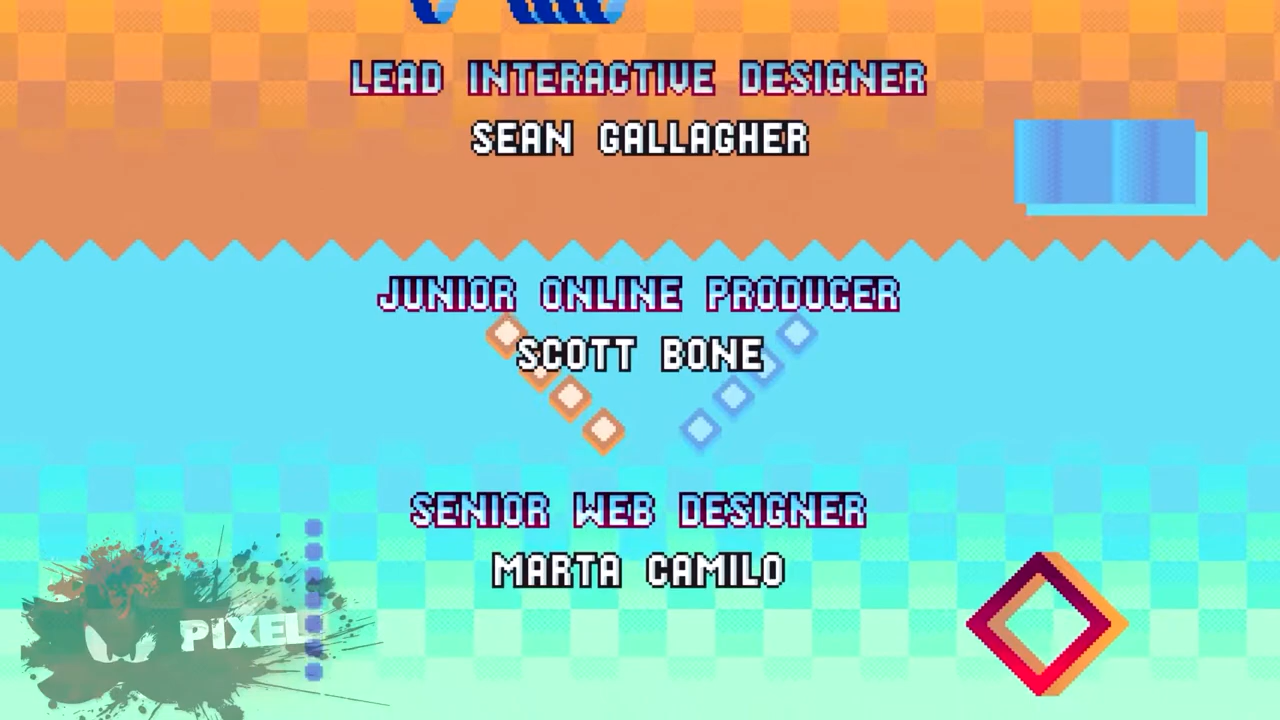 LEAD INTERACTIVE DESIGNER
SEAN GALLAGHER
JUNIOR ONLINE PRODUCER
SCOTT BONE
SENIOR WEB DESIGNER
MARTA CAMILO
PIXEL